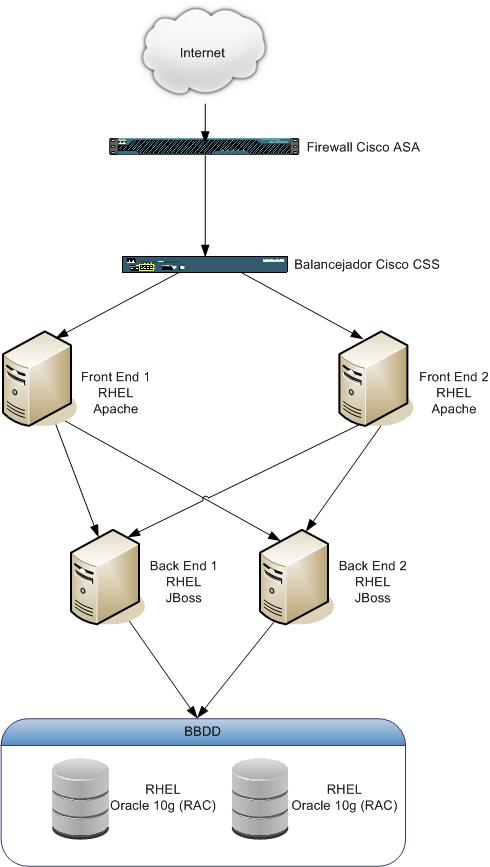 Internet
Firewall Cisco ASA
Balancejador Cisco CSS
Front End 1
RHEL
Apache
Front End 2
RHEL
Apache
Back End 1
RHEL
JBoss
Back End 2
RHEL
JBoss
BBDD
RHEL
Oracle 10g (RAC)
RHEL
Oracle 10g (RAC)